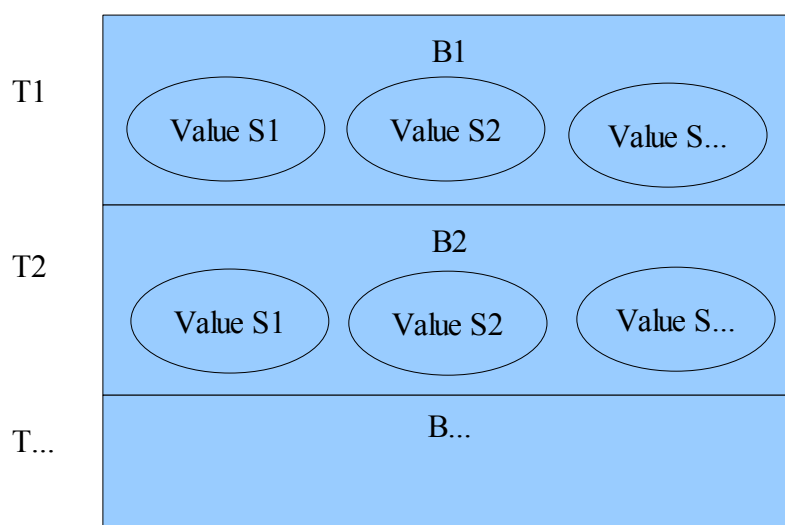 B1
T1
Value S1 Value S2 Value S...
B2
T2
Value S1 Value S2 Value S...
B...
T...